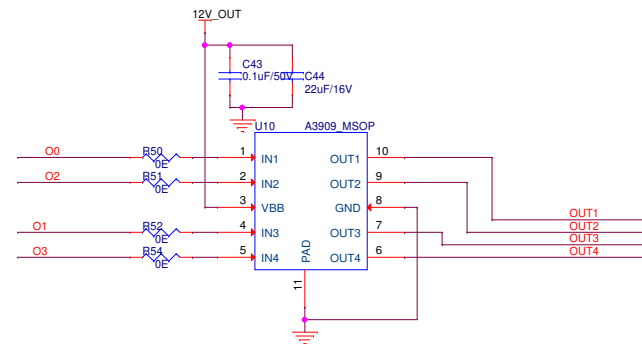 12V_OUT
C43
0.1uF/50V
C44
22uF/16V
U10
A3909_MSOP
O0
R50
0E
1
IN1
OUT1
10
O2
R51
0E
2
IN2
OUT2
9
3
VBB
GND
8
O1
R52
0E
4
IN3
OUT3
7
O3
R54
0E
5
IN4
OUT4
6
PAD
11
OUT1
OUT2
OUT3
OUT4